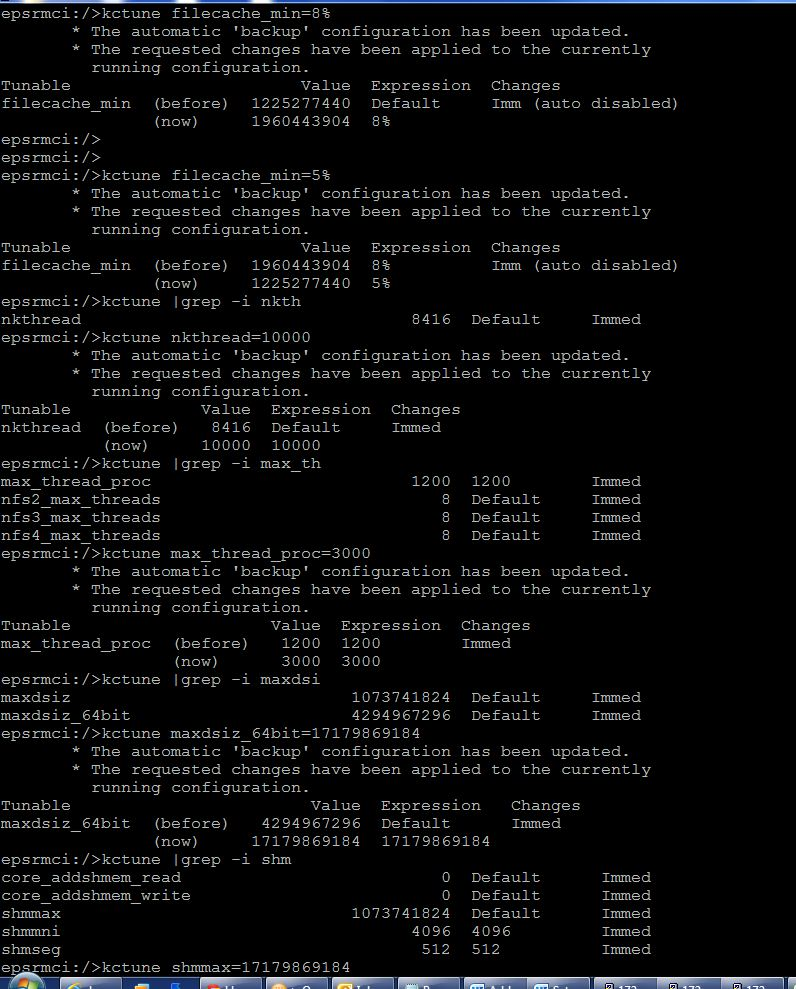 epsrmci:/>kctune filecache_min=8%
* The automatic 'backup' configuration has been updated.
* The requested changes have been applied to the currently
running configuration.
Tunable Value Expression Changes
filecache_min (before) 1225277440 Default Imm (auto disabled)
(now) 1960443904 8%
epsrmci:/>
epsrmci:/>
epsrmci:/>kctune filecache_min=5%
* The automatic 'backup' configuration has been updated.
* The requested changes have been applied to the currently
running configuration.
Tunable Value Expression Changes
filecache_min (before) 1960443904 8% Imm (auto disabled)
(now) 1225277440 5%
epsrmci:/>kctune |grep -i nkth
nkthread 8416 Default Immed
epsrmci:/>kctune nkthread=10000
* The automatic 'backup' configuration has been updated.
* The requested changes have been applied to the currently
running configuration.
Tunable Value Expression Changes
nkthread (before) 8416 Default Immed
(now) 10000 10000
epsrmci:/>kctune |grep -i max_th
max_thread_proc 1200 1200 Immed
nfs2_max_threads 8 Default Immed
nfs3_max_threads 8 Default Immed
nfs4_max_threads 8 Default Immed
epsrmci:/>kctune max_thread_proc=3000
* The automatic 'backup' configuration has been updated.
* The requested changes have been applied to the currently
running configuration.
Tunable Value Expression Changes
max_thread_proc (before) 1200 1200 Immed
(now) 3000 3000
epsrmci:/>kctune |grep -i maxdsi
maxdsiz 1073741824 Default Immed
maxdsiz_64bit 4294967296 Default Immed
epsrmci:/>kctune maxdsiz_64bit=17179869184
* The automatic 'backup' configuration has been updated.
* The requested changes have been applied to the currently
running configuration.
Tunable Value Expression Changes
maxdsiz_64bit (before) 4294967296 Default Immed
(now) 17179869184 17179869184
epsrmci:/>kctune |grep -i shm
core_addshmem_read 0 Default Immed
core_addshmem_write 0 Default Immed
shmmax 1073741824 Default Immed
shmmni 4096 4096 Immed
shmseg 512 512 Immed
epsrmci:/>kctune shmmax=17179869184